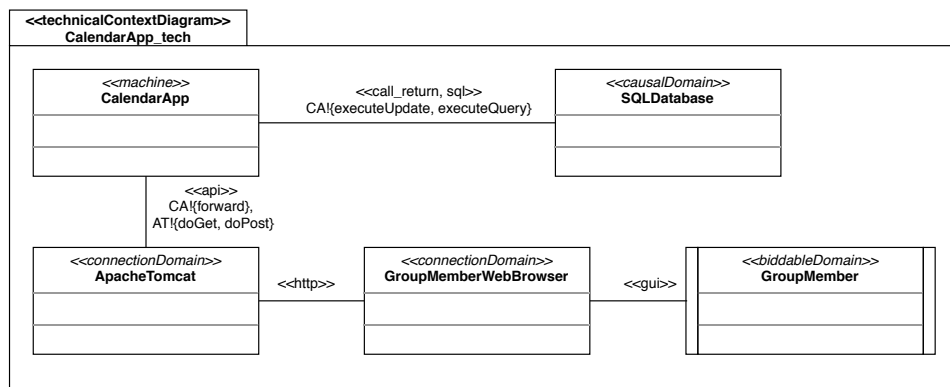 <<technicalContextDiagram>>
CalendarApp_tech
<<machine>>
CalendarApp
<<call_return, sql>>
CA!{executeUpdate, executeQuery}
<<causalDomain>>
SQLDatabase
<<api>>
CA!{forward},
AT!{doGet, doPost}
<<connectionDomain>>
ApacheTomcat
<<http>>
<<connectionDomain>>
GroupMemberWebBrowser
<<gui>>
<<biddableDomain>>
GroupMember